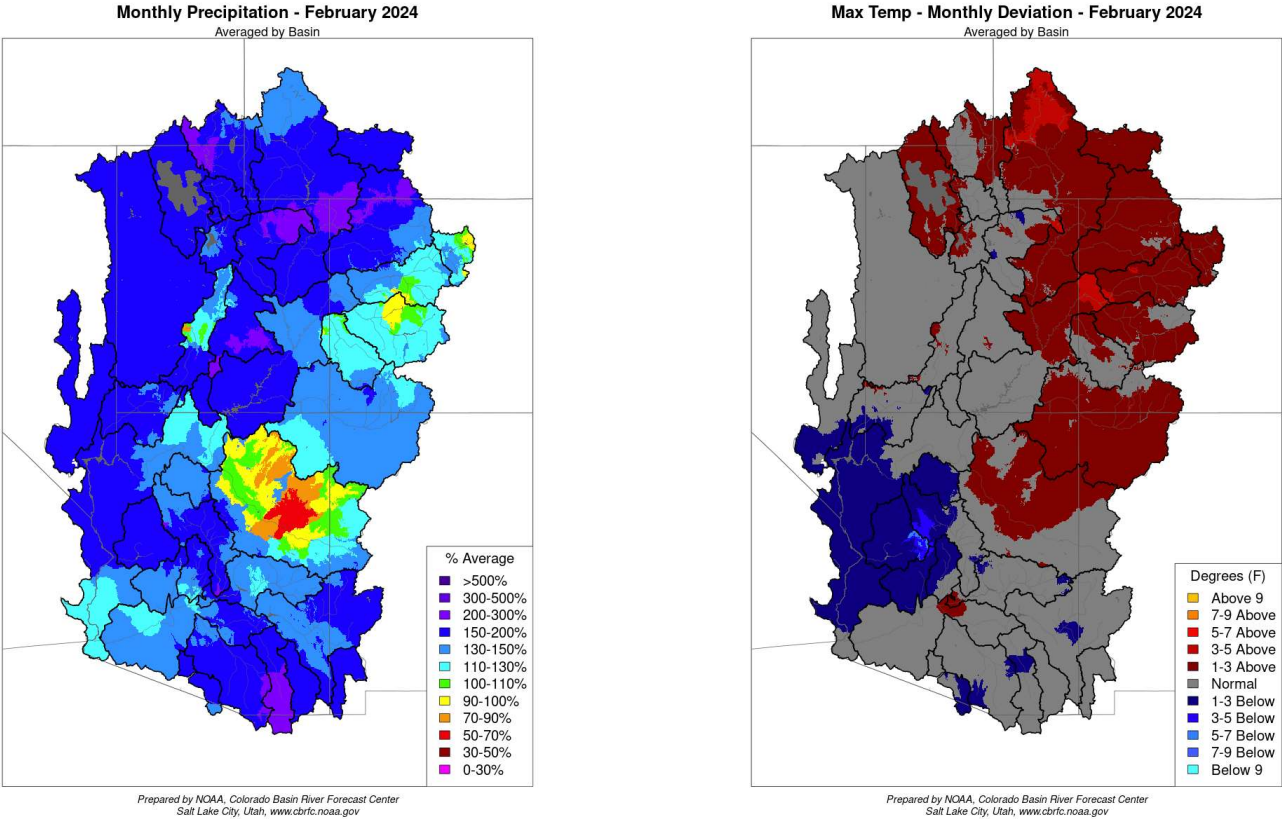 Monthly Precipitation - February 2024
Averaged by Basin
% Average
>500%
300-500%
200-300%
150-200%
130-150%
110-130%
100-110%
90-100%
70-90%
50-70%
30-50%
0-30%
Prepared by NOAA, Colorado Basin River Forecast Center
Salt Lake City, Utah, www.cbrfc.noaa.gov
Max Temp - Monthly Deviation - February 2024
Averaged by Basin
Degrees (F)
Above 9
7-9 Above
5-7 Above
3-5 Above
1-3 Above
Normal
1-3 Below
3-5 Below
5-7 Below
7-9 Below
Below 9
Prepared by NOAA, Colorado Basin River Forecast Center
Salt Lake City, Utah, www.cbrfc.noaa.gov